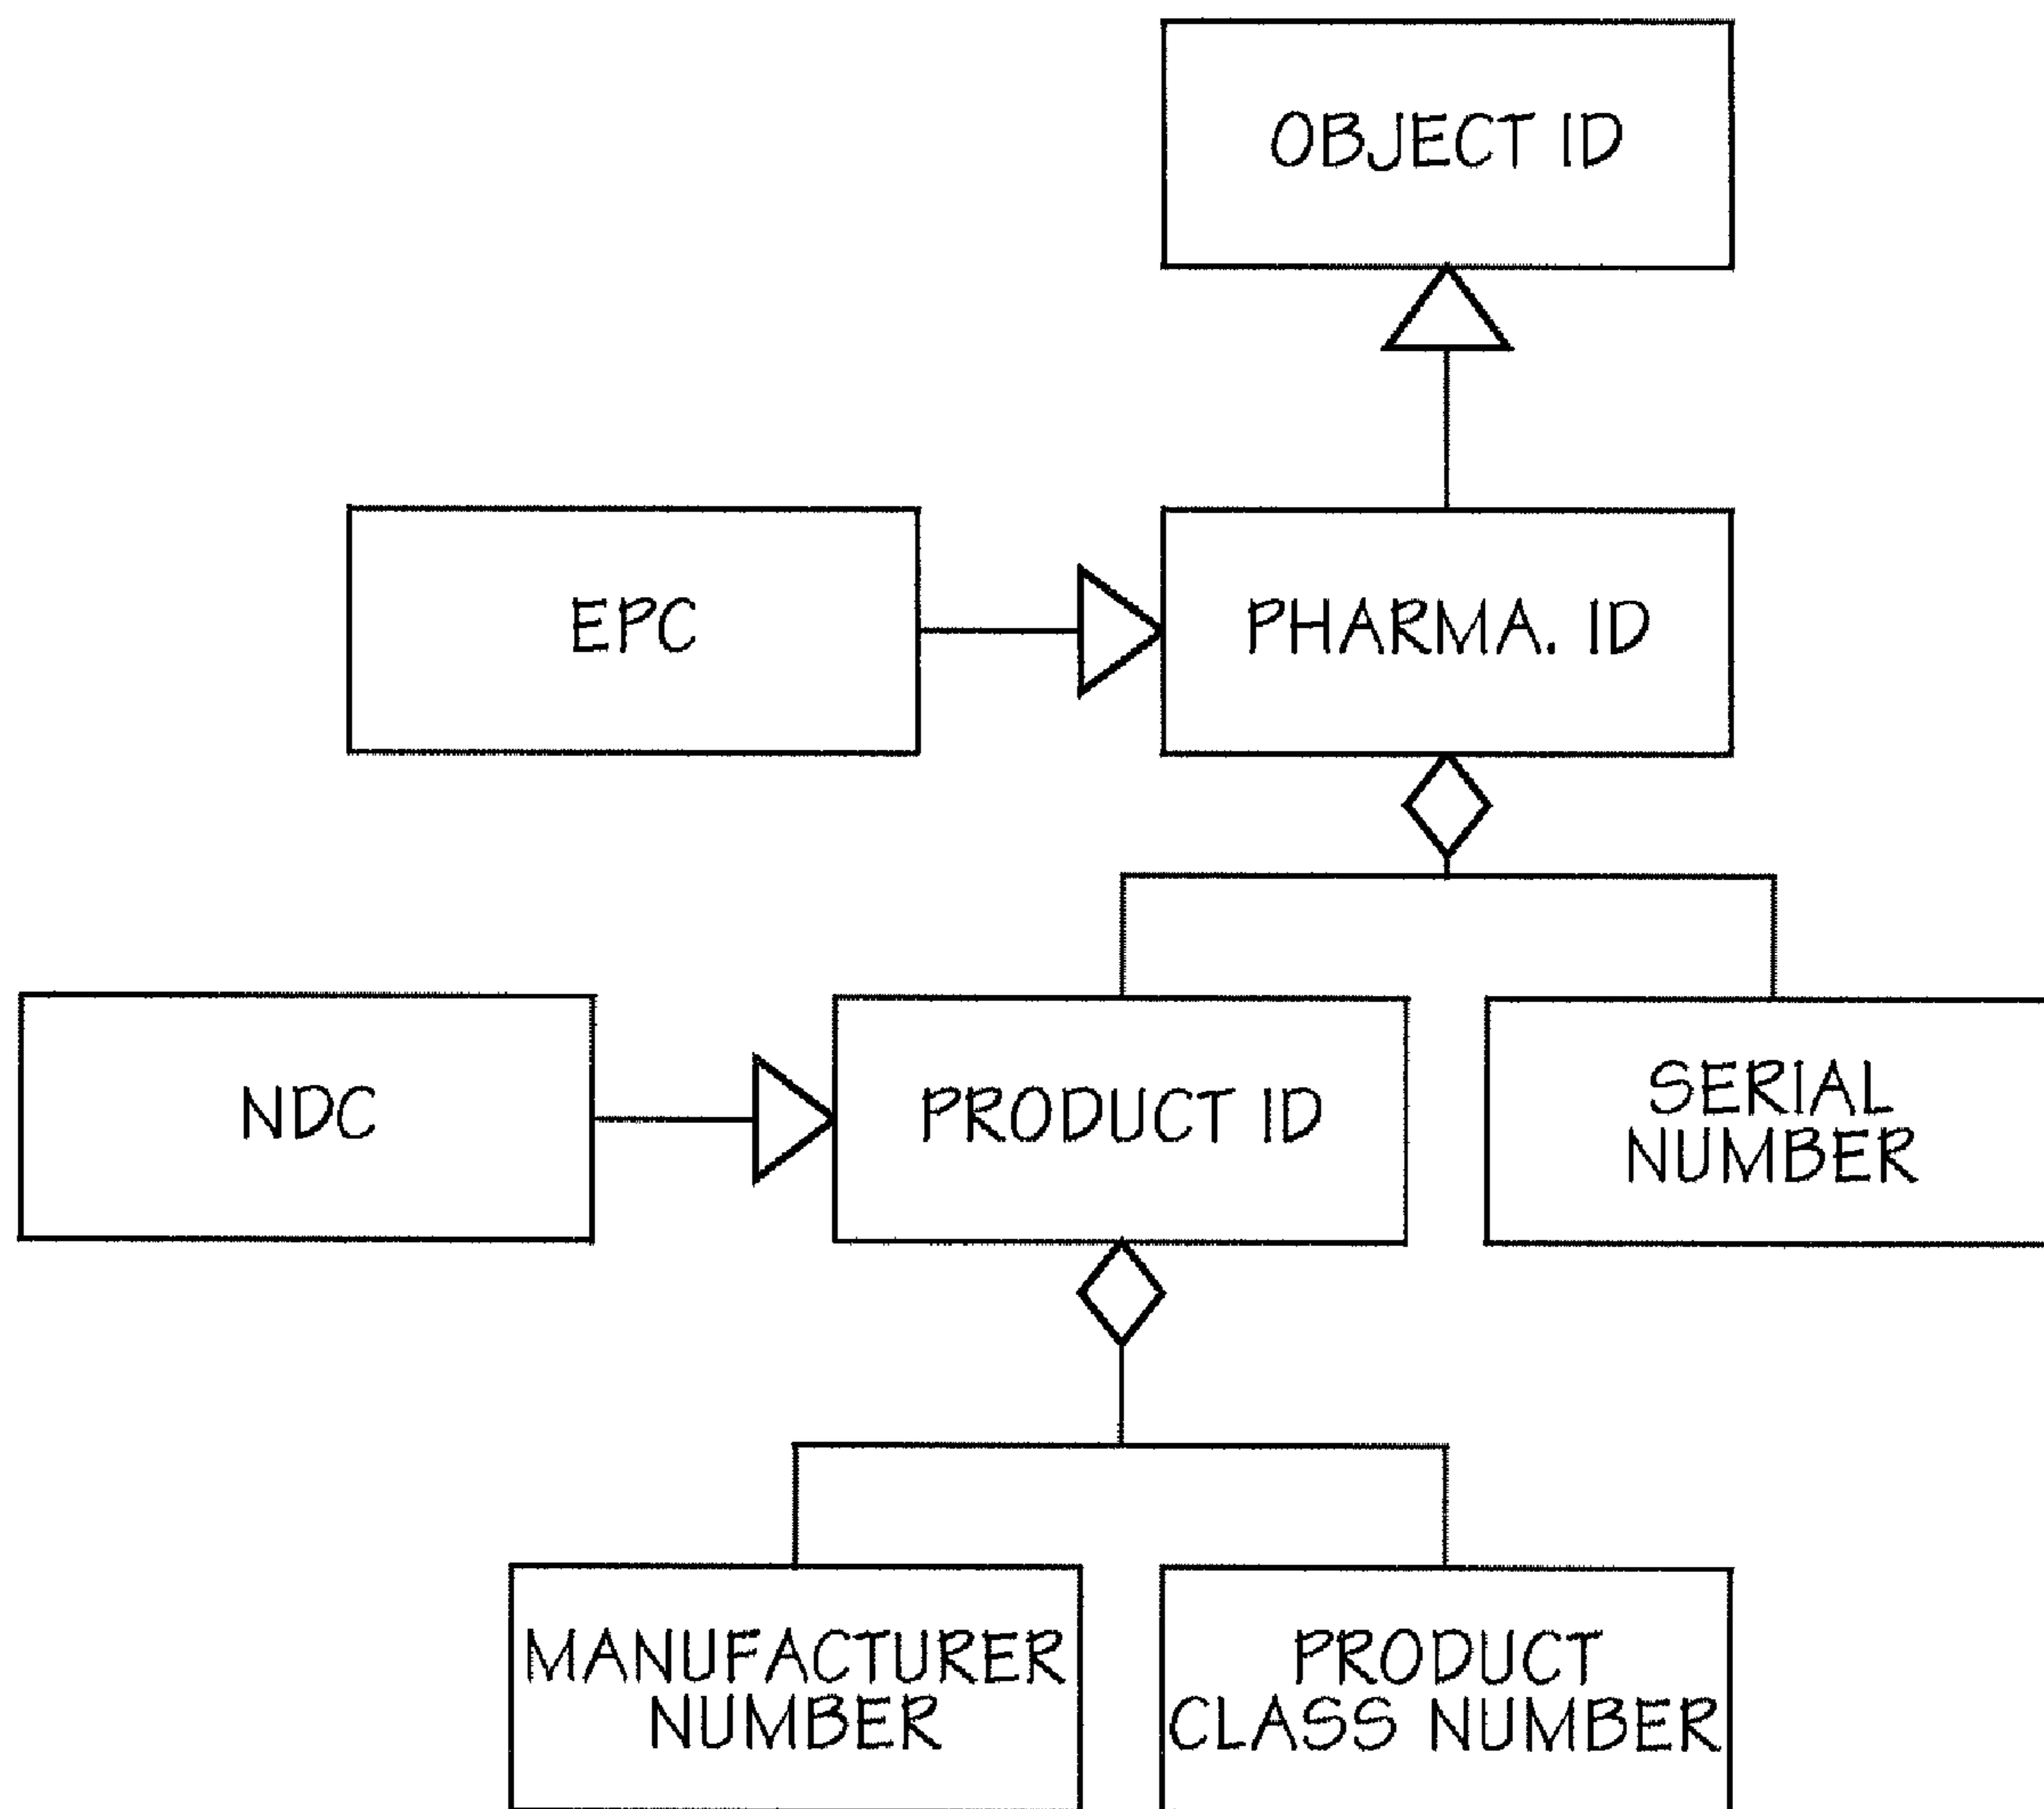 OBJECT ID
EPC
PHARMA. ID
NDC
PRODUCT ID
SERIAL
NUMBER
MANUFACTURER
NUMBER
PRODUCT
CLASS NUMBER